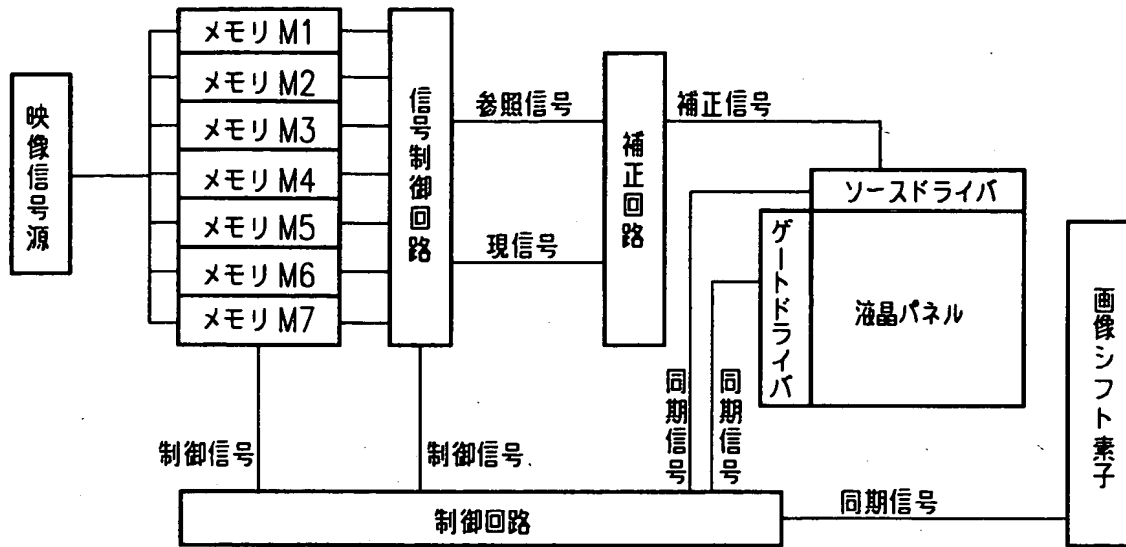 映像信号源
メモリ M1
メモリ M2
メモリ M3
メモリ M4
メモリ M5
メモリ M6
メモリ M7
信号制御回路
参照信号
現信号
補正回路
補正信号
ソースドライバ
ゲートドライバ
液晶パネル
画像シフト素子
同期信号
同期信号
制御信号
制御信号
制御回路
同期信号